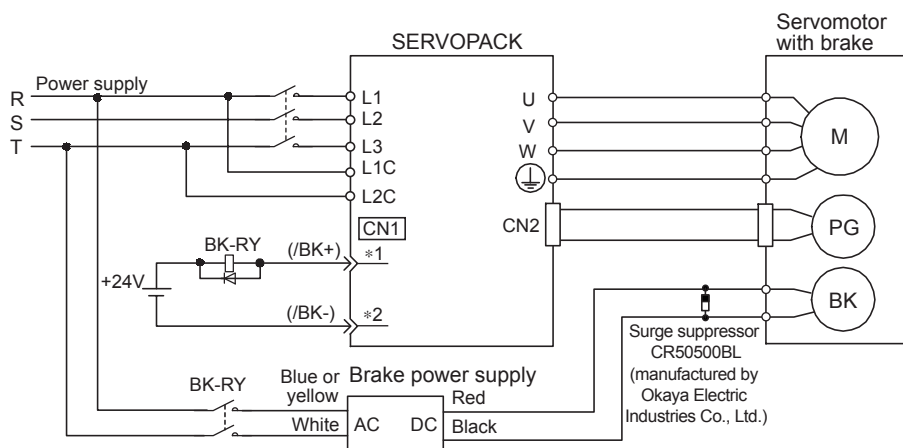 SERVOPACK
Servomotor
with brake
Power supply
R
S
T
L1
L2
L3
L1C
L2C
U
V
W
M
CN1
CN2
PG
BK-RY
(/BK+)
*1
+24V
(/BK-)
*2
BK
Surge suppressor
CR50500BL
(manufactured by
Okaya Electric
Industries Co., Ltd.)
BK-RY
Blue or
yellow
White
Brake power supply
AC
DC
Red
Black